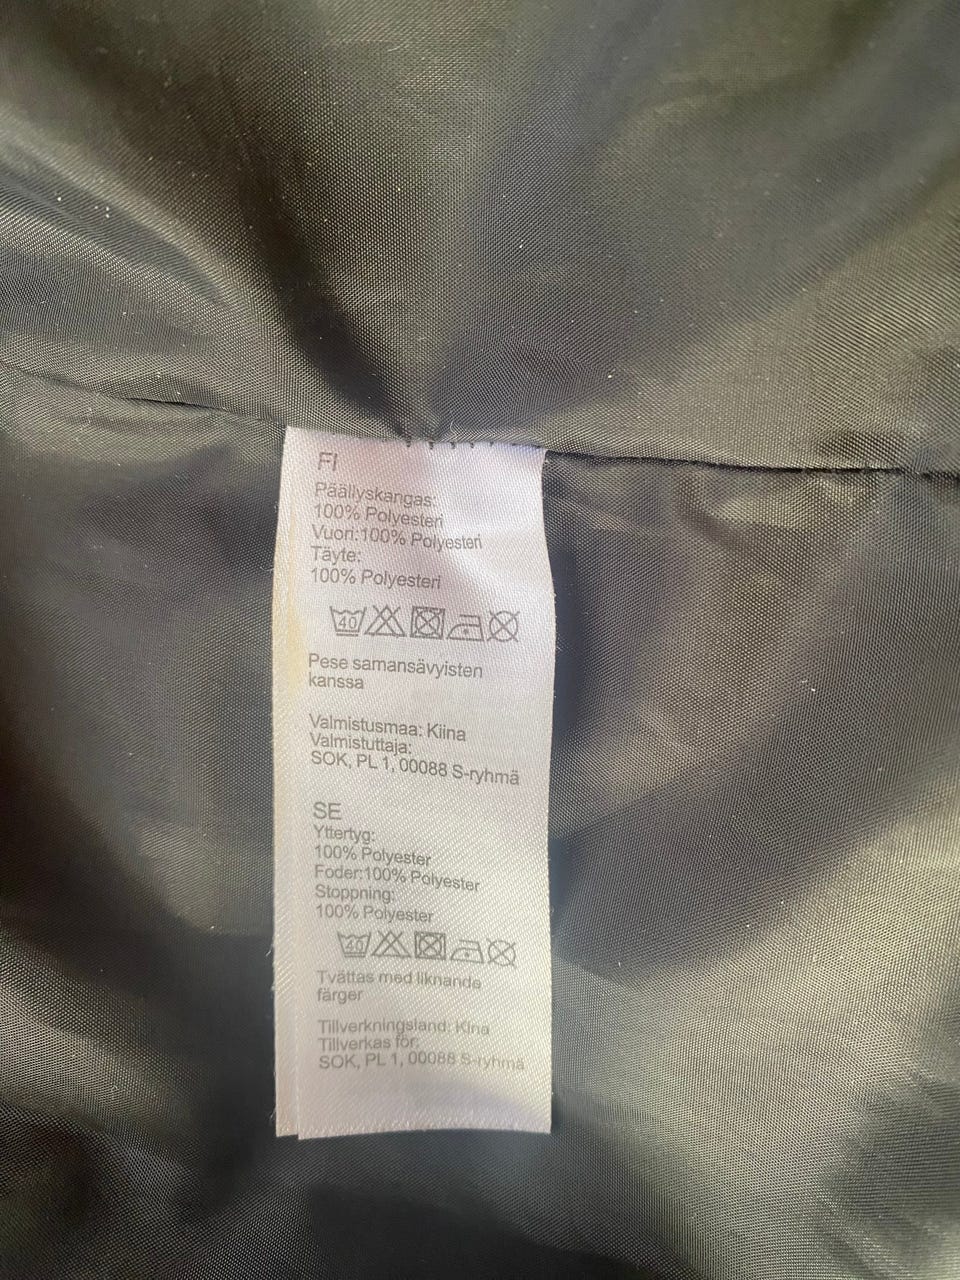 FI
Päällyskangas:
100% Polyesteri
Vuori:100% Polyesteri
Täyte:
100% Polyesteri
40
Pese samansävyisten
kanssa
Valmistusmaa: Kiina
Valmistuttaja:
SOK, PL 1, 00088 S-ryhmä
SE
Yttertyg:
100% Polyester
Foder:100% Polyester
Stoppning:
100% Polyester
40
Tvättas med liknande
färger
Tillverkningsland: Kina
Tillverkas för:
SOK, PL 1, 00088 S-ryhmä